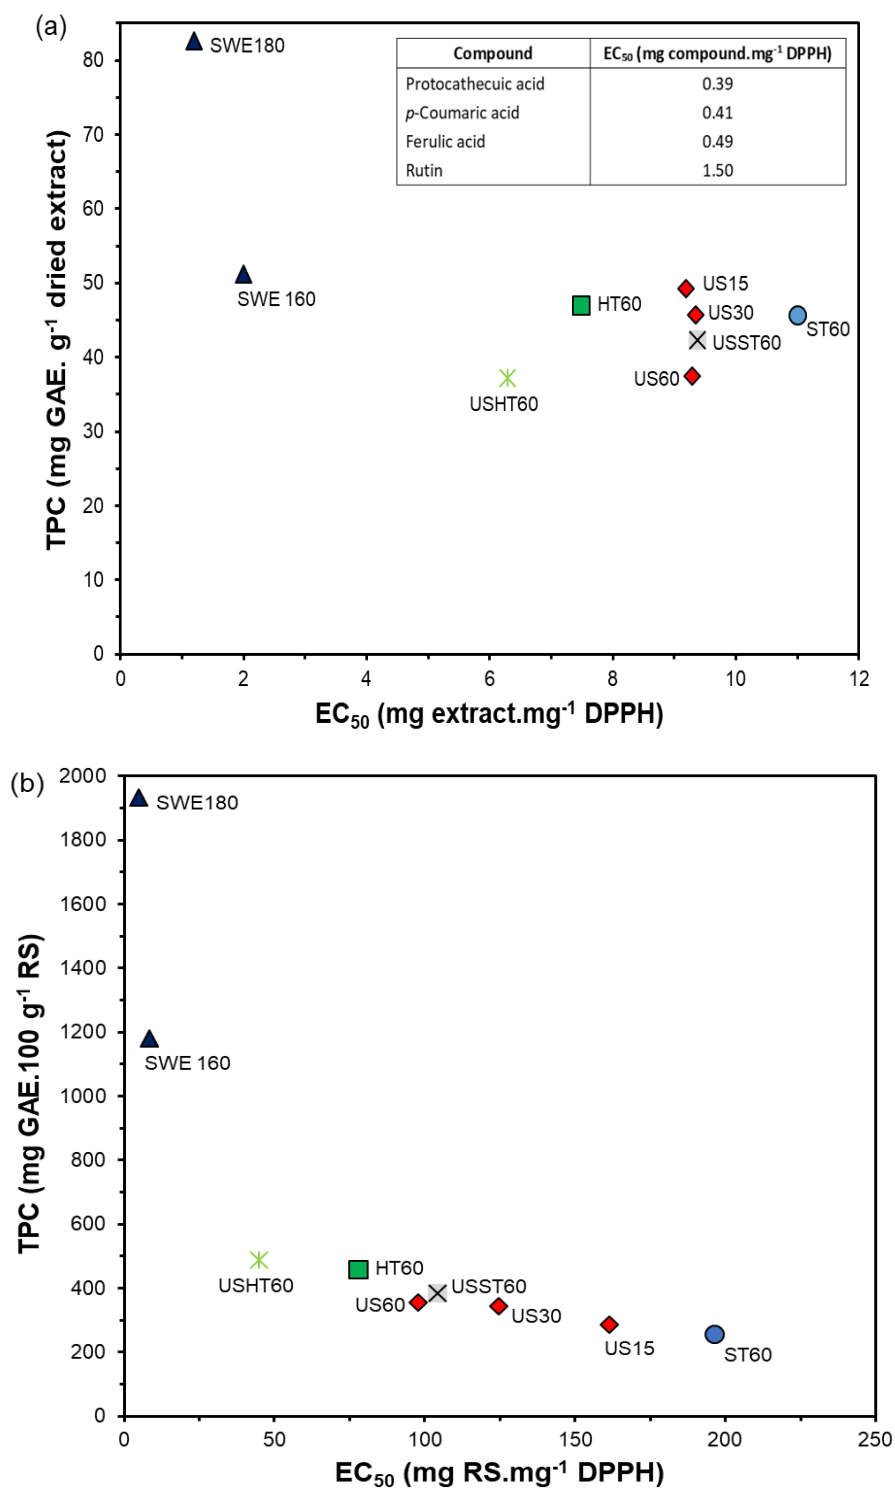 (a)
TPC (mg GAE. g⁻¹ dried extract)
80
70
60
50
40
30
20
10
0
SWE180
Compound EC₅₀ (mg compound.mg⁻¹ DPPH)
Protocathecuic acid 0.39
p-Coumaric acid 0.41
Ferulic acid 0.49
Rutin 1.50
SWE 160
HT60
US15
US30
ST60
USST60
US60
USHT60
0 2 4 6 8 10 12
EC₅₀ (mg extract.mg⁻¹ DPPH)
(b)
TPC (mg GAE.100 g⁻¹ RS)
2000
1800
1600
1400
1200
1000
800
600
400
200
0
SWE180
SWE 160
USHT60
HT60
US60
USST60
US30
US15
ST60
0 50 100 150 200 250
EC₅₀ (mg RS.mg⁻¹ DPPH)